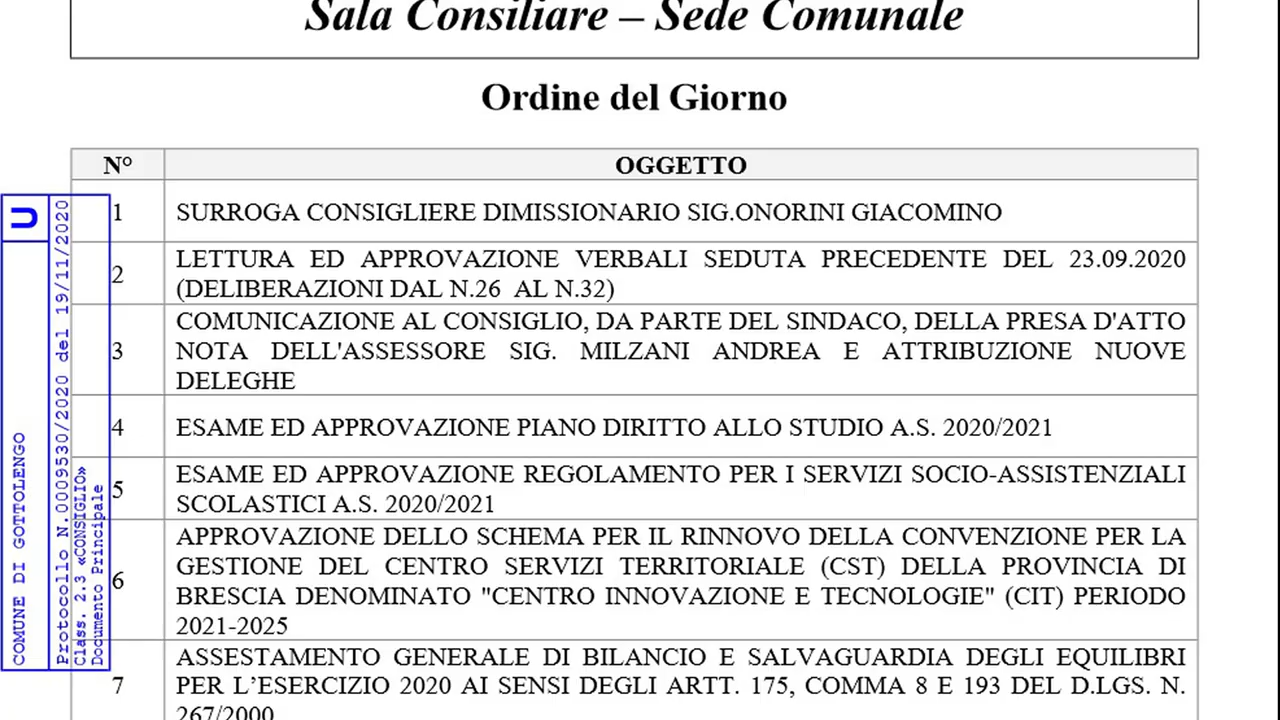 Sala Consiliare – Sede Comunale
Ordine del Giorno
N° OGGETTO
1 SURROGA CONSIGLIERE DIMISSIONARIO SIG.ONORINI GIACOMINO
2 LETTURA ED APPROVAZIONE VERBALI SEDUTA PRECEDENTE DEL 23.09.2020
(DELIBERAZIONI DAL N.26 AL N.32)
3 COMUNICAZIONE AL CONSIGLIO, DA PARTE DEL SINDACO, DELLA PRESA D'ATTO
NOTA DELL'ASSESSORE SIG. MILZANI ANDREA E ATTRIBUZIONE NUOVE
DELEGHE
4 ESAME ED APPROVAZIONE PIANO DIRITTO ALLO STUDIO A.S. 2020/2021
5 ESAME ED APPROVAZIONE REGOLAMENTO PER I SERVIZI SOCIO-ASSISTENZIALI
SCOLASTICI A.S. 2020/2021
6 APPROVAZIONE DELLO SCHEMA PER IL RINNOVO DELLA CONVENZIONE PER LA
GESTIONE DEL CENTRO SERVIZI TERRITORIALE (CST) DELLA PROVINCIA DI
BRESCIA DENOMINATO "CENTRO INNOVAZIONE E TECNOLOGIE" (CIT) PERIODO
2021-2025
7 ASSESTAMENTO GENERALE DI BILANCIO E SALVAGUARDIA DEGLI EQUILIBRI
PER L’ESERCIZIO 2020 AI SENSI DEGLI ARTT. 175, COMMA 8 E 193 DEL D.LGS. N.
267/2000
U
COMUNE DI GOTTOLENGO
Protocollo N.0009530/2020 del 19/11/2020
Class. 2.3 «CONSIGLIO»
Documento Principale